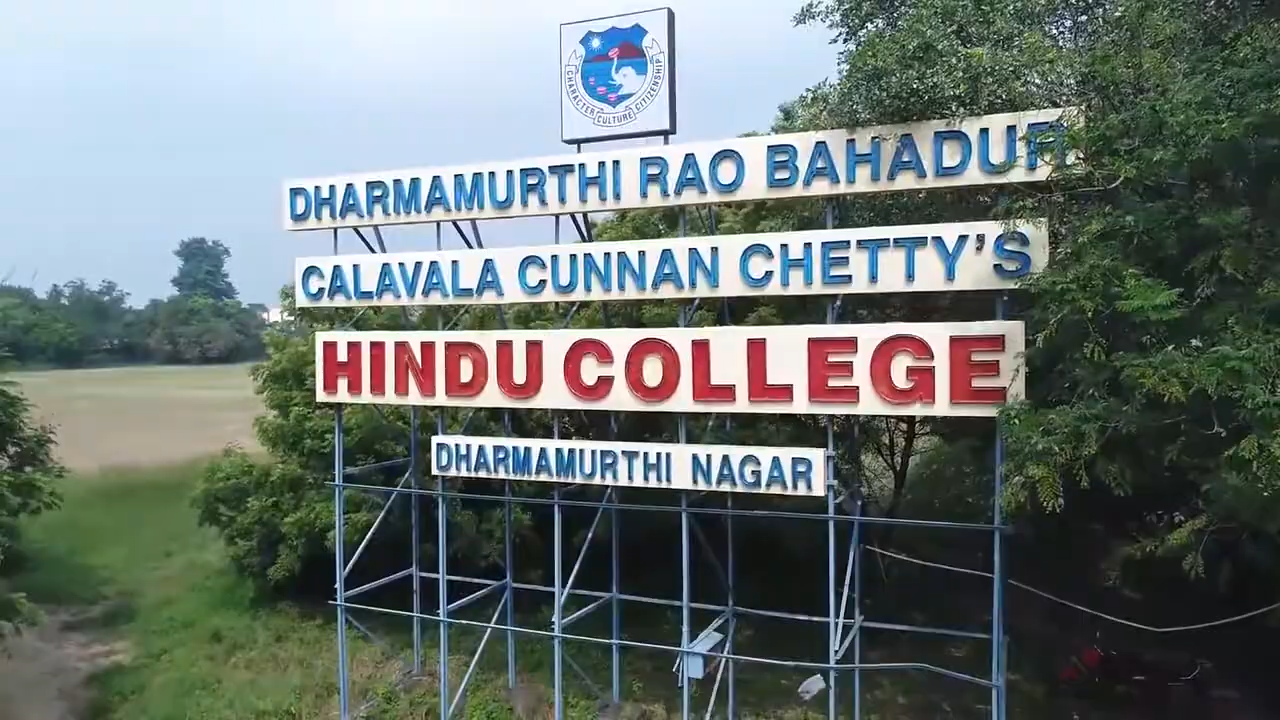 CHARACTER CULTURE CITIZENSHIP
DHARMAMURTHI RAO BAHADUR
CALAVALA CUNNAN CHETTY'S
HINDU COLLEGE
DHARMAMURTHI NAGAR